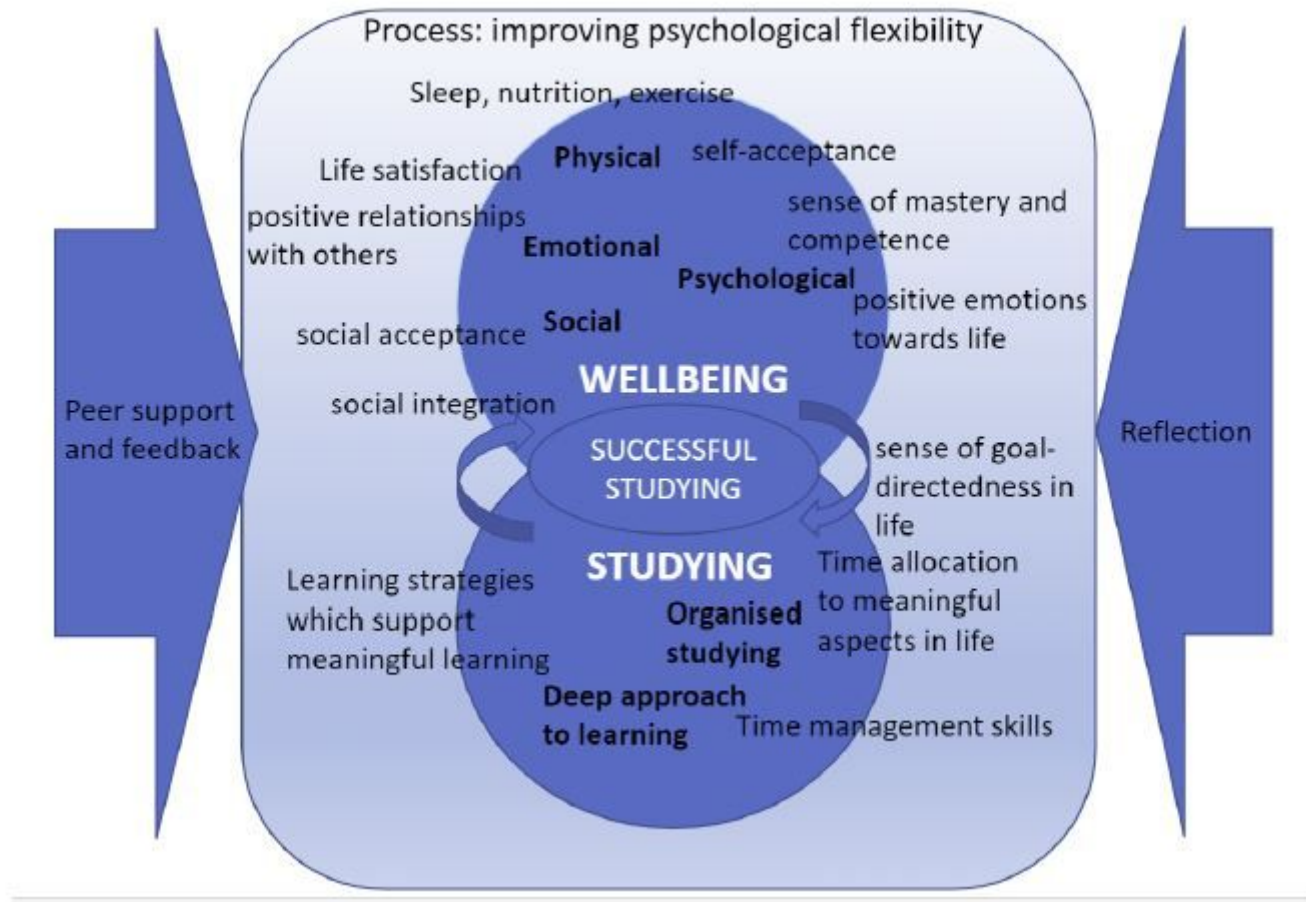 Process: improving psychological flexibility
Sleep, nutrition, exercise
Physical
self-acceptance
Life satisfaction
sense of mastery and
competence
positive relationships
with others
Emotional
Psychological
positive emotions
towards life
Social
social acceptance
WELLBEING
social integration
Peer support
and feedback
Reflection
SUCCESSFUL
STUDYING
sense of goal-
directedness in
life
STUDYING
Learning strategies
which support
meaningful learning
Time allocation
to meaningful
aspects in life
Organised
studying
Deep approach
to learning
Time management skills